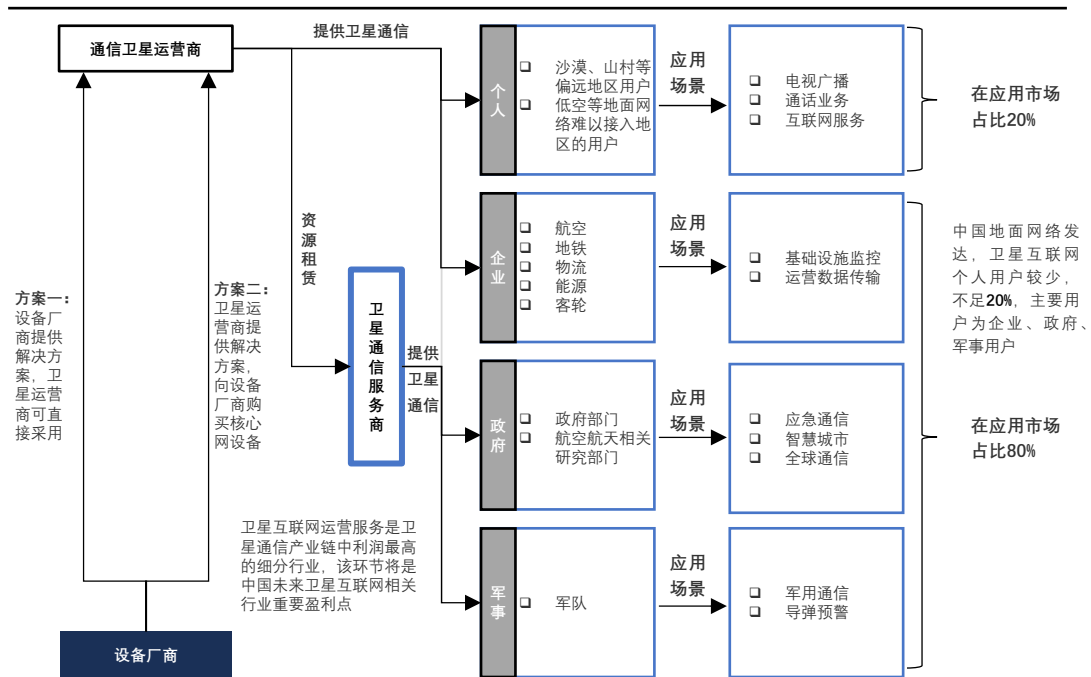 通信卫星运营商
提供卫星通信
个人
沙漠、山村等
偏远地区用户
低空等地面网
络难以接入地
区的用户
应用
场景
电视广播
通话业务
互联网服务
在应用市场
占比20%
资源租赁
企业
航空
地铁
物流
能源
客轮
应用
场景
基础设施监控
运营数据传输
中国地面网络发
达，卫星互联网
个人用户较少，
不足20%，主要用
户为企业、政府、
军事用户
方案一：
设备厂
商提供
解决方
案，卫
星运营
商可直
接采用
方案二：
卫星运
营商提
供解决
方案，
向设备
厂商购
买核心
网设备
卫星通信服务商
提供
卫星
通信
政府
政府部门
航空航天相关
研究部门
应用
场景
应急通信
智慧城市
全球通信
在应用市场
占比80%
卫星互联网运营服务是卫
星通信产业链中利润最高
的细分行业，该环节将是
中国未来卫星互联网相关
行业重要盈利点
军事
军队
应用
场景
军用通信
导弹预警
设备厂商